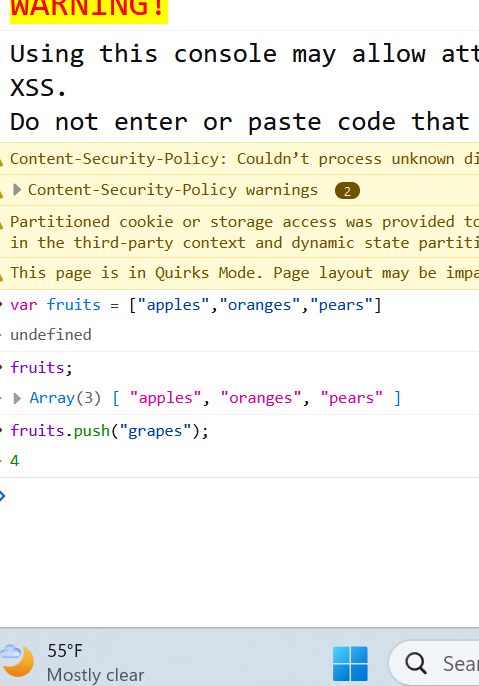 WARNING!
Using this console may allow att
XSS.
Do not enter or paste code that
Content-Security-Policy: Couldn’t process unknown di
Content-Security-Policy warnings 2
Partitioned cookie or storage access was provided to
in the third-party context and dynamic state partiti
This page is in Quirks Mode. Page layout may be impa
var fruits = ["apples","oranges","pears"]
undefined
fruits;
Array(3) [ "apples", "oranges", "pears" ]
fruits.push("grapes");
4
55°F
Mostly clear
Sear